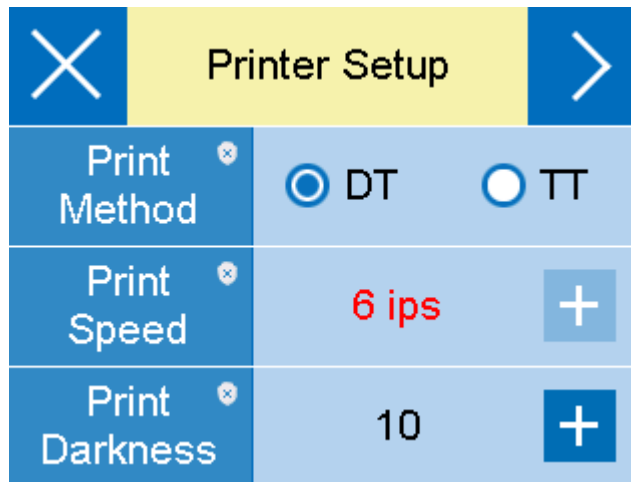 Printer Setup
Print
Method
DT TT
Print
Speed
6 ips
Print
Darkness
10